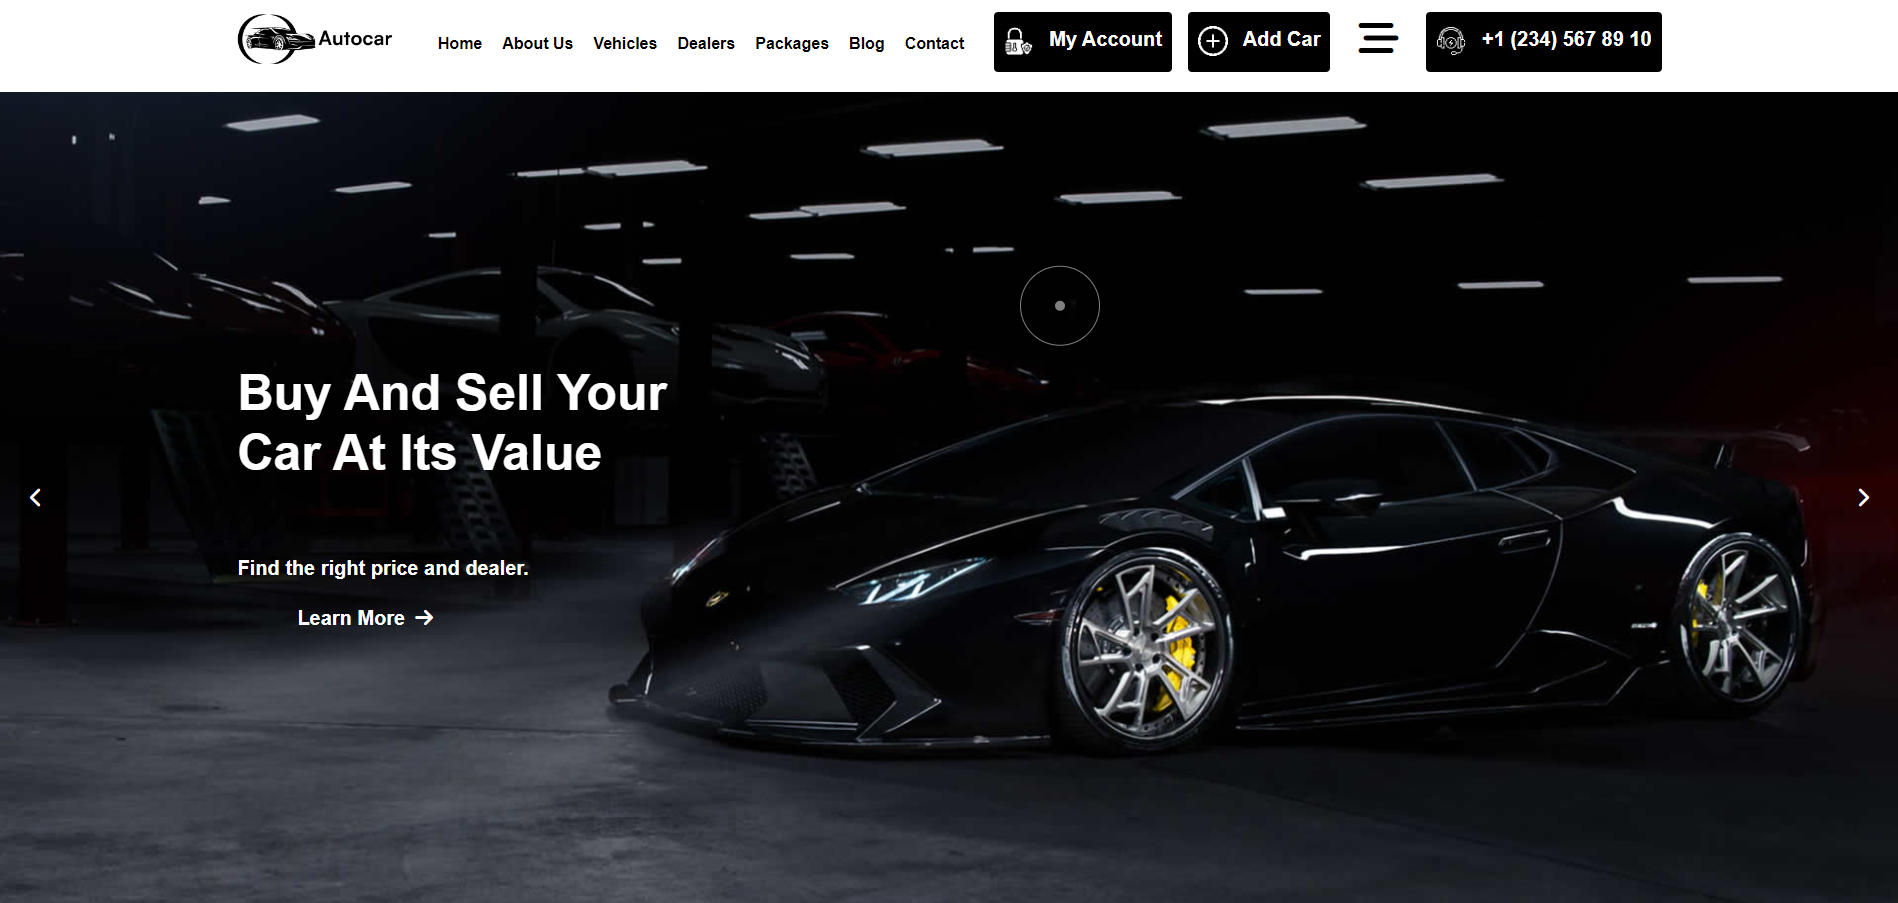 Autocar
Home About Us Vehicles Dealers Packages Blog Contact
My Account
Add Car
+1 (234) 567 89 10
Buy And Sell Your
Car At Its Value
Find the right price and dealer.
Learn More